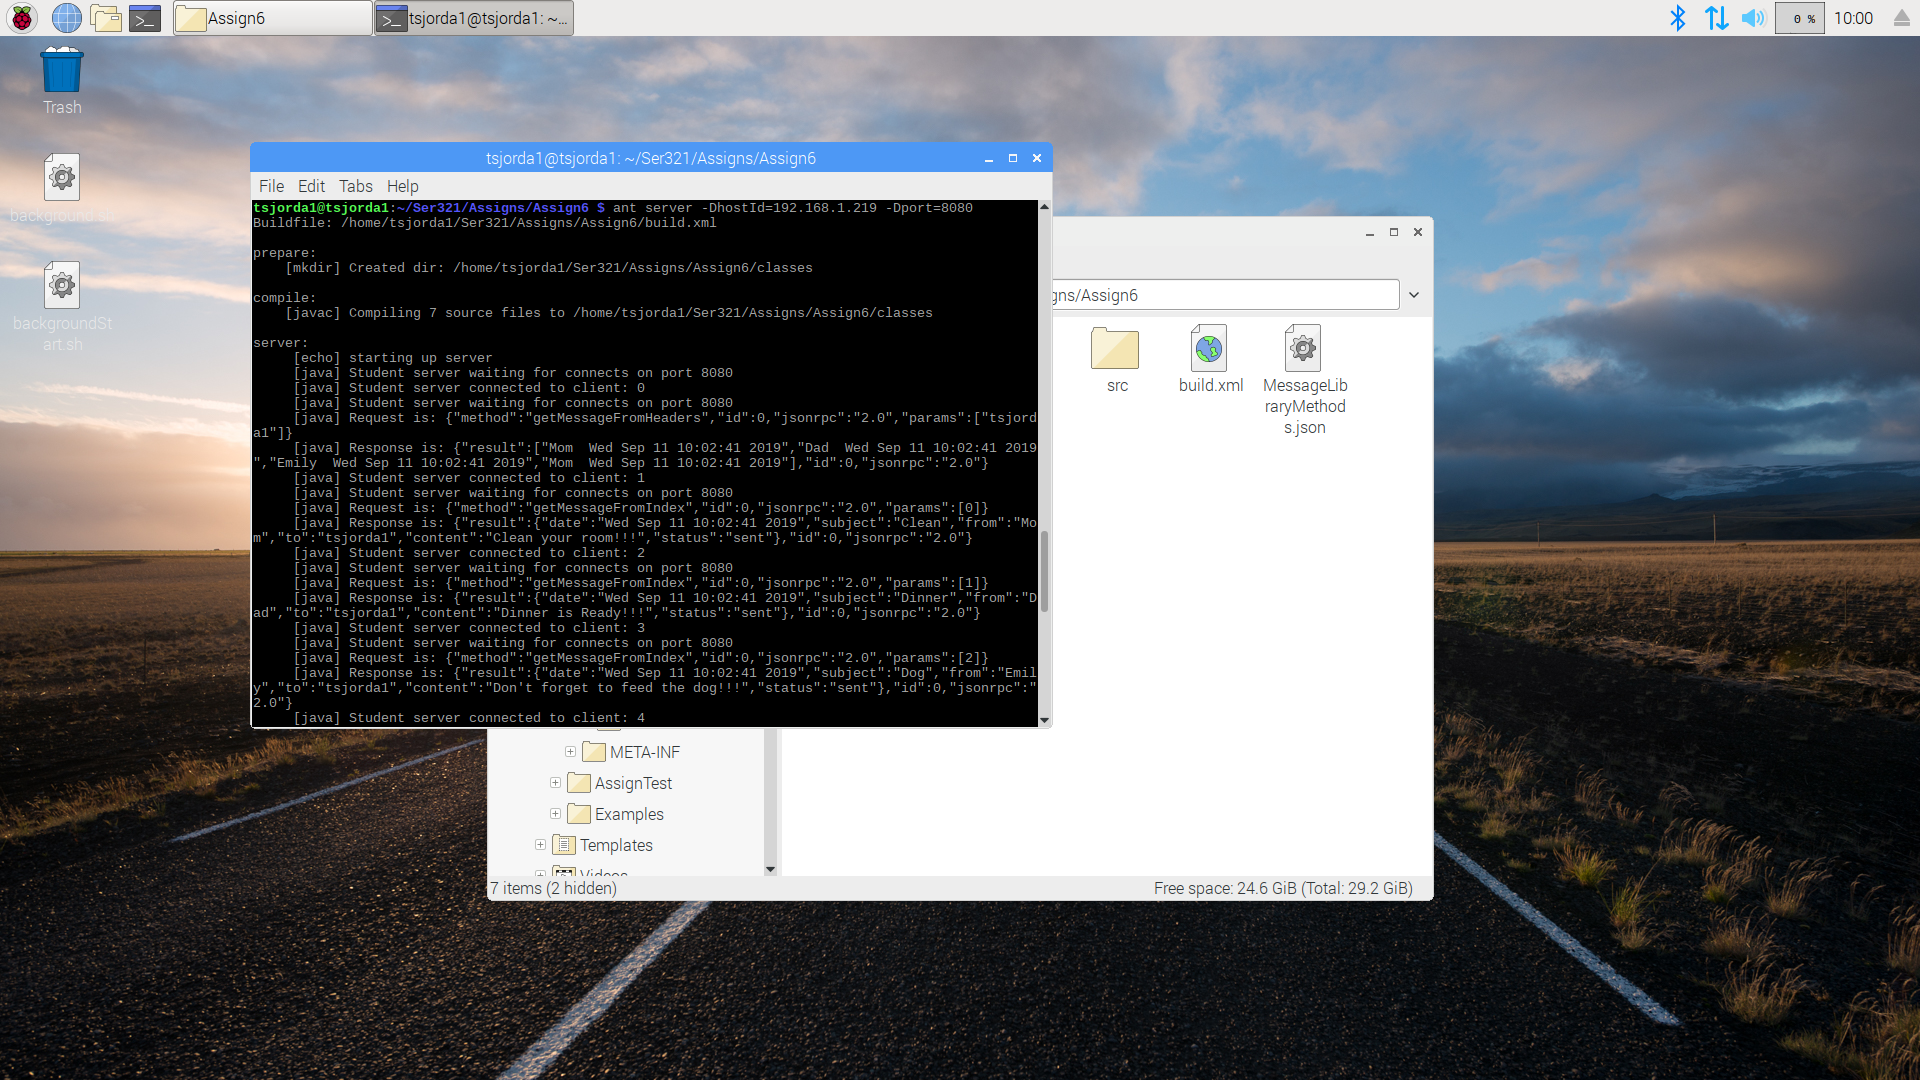 Assign6
tsjorda1@tsjorda1: ~...
0 %
10:00
Trash
background.sh
backgroundSt
art.sh
tsjorda1@tsjorda1: ~/Ser321/Assigns/Assign6
File Edit Tabs Help
tsjorda1@tsjorda1:~/Ser321/Assigns/Assign6 $ ant server -DhostId=192.168.1.219 -Dport=8080
Buildfile: /home/tsjorda1/Ser321/Assigns/Assign6/build.xml
prepare:
[mkdir] Created dir: /home/tsjorda1/Ser321/Assigns/Assign6/classes
compile:
[javac] Compiling 7 source files to /home/tsjorda1/Ser321/Assigns/Assign6/classes
server:
[echo] starting up server
[java] Student server waiting for connects on port 8080
[java] Student server connected to client: 0
[java] Student server waiting for connects on port 8080
[java] Request is: {"method":"getMessageFromHeaders","id":0,"jsonrpc":"2.0","params":["tsjord
a1"]}
[java] Response is: {"result":["Mom  Wed Sep 11 10:02:41 2019","Dad  Wed Sep 11 10:02:41 2019
","Emily  Wed Sep 11 10:02:41 2019","Mom  Wed Sep 11 10:02:41 2019"],"id":0,"jsonrpc":"2.0"}
[java] Student server connected to client: 1
[java] Student server waiting for connects on port 8080
[java] Request is: {"method":"getMessageFromIndex","id":0,"jsonrpc":"2.0","params":[0]}
[java] Response is: {"result":{"date":"Wed Sep 11 10:02:41 2019","subject":"Clean","from":"Mo
m","to":"tsjorda1","content":"Clean your room!!!","status":"sent"},"id":0,"jsonrpc":"2.0"}
[java] Student server connected to client: 2
[java] Student server waiting for connects on port 8080
[java] Request is: {"method":"getMessageFromIndex","id":0,"jsonrpc":"2.0","params":[1]}
[java] Response is: {"result":{"date":"Wed Sep 11 10:02:41 2019","subject":"Dinner","from":"D
ad","to":"tsjorda1","content":"Dinner is Ready!!!","status":"sent"},"id":0,"jsonrpc":"2.0"}
[java] Student server connected to client: 3
[java] Student server waiting for connects on port 8080
[java] Request is: {"method":"getMessageFromIndex","id":0,"jsonrpc":"2.0","params":[2]}
[java] Response is: {"result":{"date":"Wed Sep 11 10:02:41 2019","subject":"Dog","from":"Emil
y","to":"tsjorda1","content":"Don't forget to feed the dog!!!","status":"sent"},"id":0,"jsonrpc":"
2.0"}
[java] Student server connected to client: 4
gns/Assign6
src
build.xml
MessageLib
raryMethod
s.json
META-INF
AssignTest
Examples
Templates
Videos
7 items (2 hidden)
Free space: 24.6 GiB (Total: 29.2 GiB)